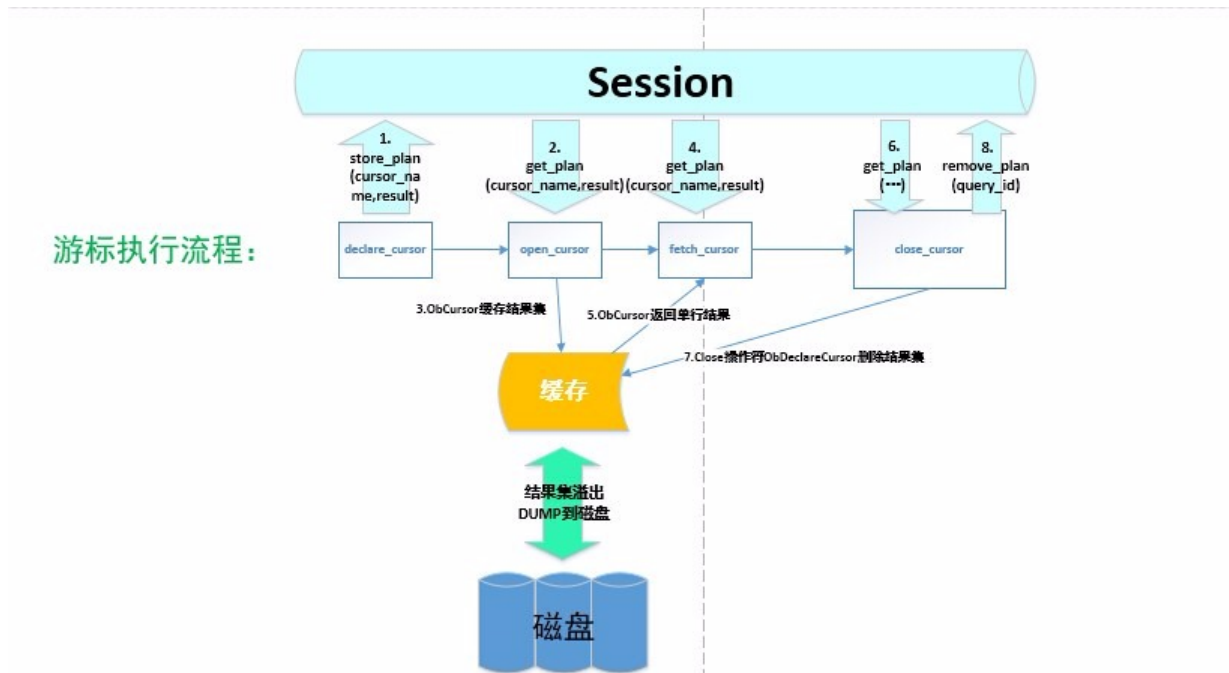 Session
1.
store_plan
(cursor_na
me,result)
2.
get_plan
(cursor_name,result)
4.
get_plan
(cursor_name,result)
6.
get_plan
(···)
8.
remove_plan
(query_id)
游标执行流程：
declare_cursor
open_cursor
fetch_cursor
close_cursor
3.ObCursor缓存结果集
5.ObCursor返回单行结果
7.Close操作符ObDeclareCursor删除结果集
缓存
结果集溢出
DUMP到磁盘
磁盘